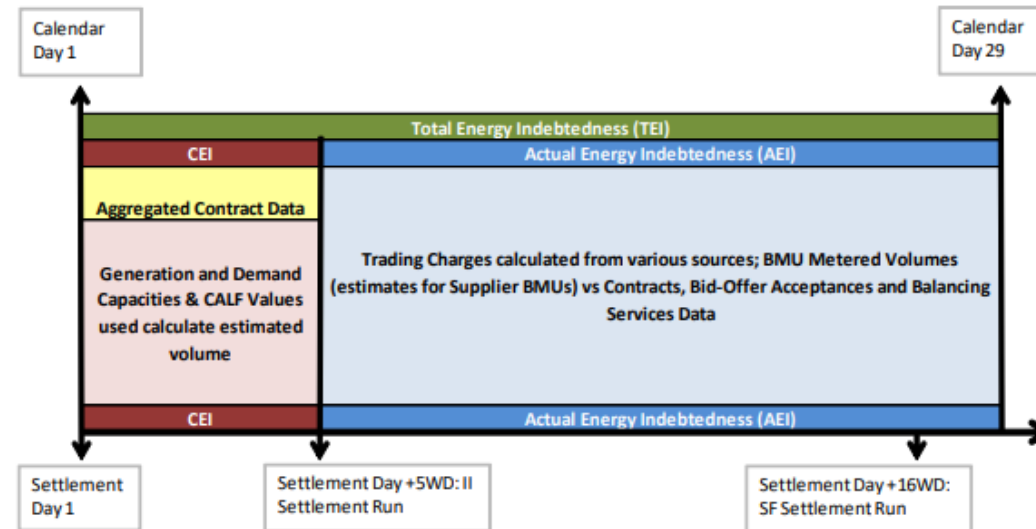 Calendar
Day 1
Calendar
Day 29
Total Energy Indebtedness (TEI)
CEI
Actual Energy Indebtedness (AEI)
Aggregated Contract Data
Generation and Demand
Capacities & CALF Values
used calculate estimated
volume
Trading Charges calculated from various sources; BMU Metered Volumes
(estimates for Supplier BMUs) vs Contracts, Bid-Offer Acceptances and Balancing
Services Data
CEI
Actual Energy Indebtedness (AEI)
Settlement
Day 1
Settlement Day +5WD: II
Settlement Run
Settlement Day +16WD:
SF Settlement Run